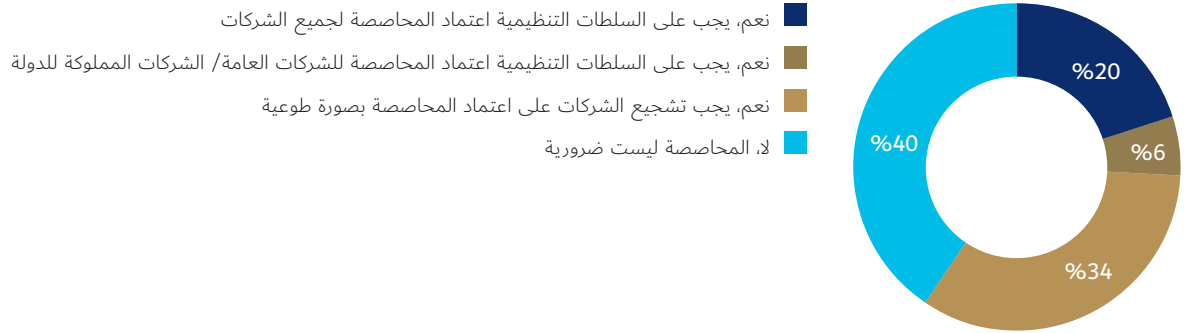 نعم، يجب على السلطات التنظيمية اعتماد المحاصصة لجميع الشركات
نعم، يجب على السلطات التنظيمية اعتماد المحاصصة للشركات العامة/ الشركات المملوكة للدولة
نعم، يجب تشجيع الشركات على اعتماد المحاصصة بصورة طوعية
لا، المحاصصة ليست ضرورية
%20
%6
%34
%40